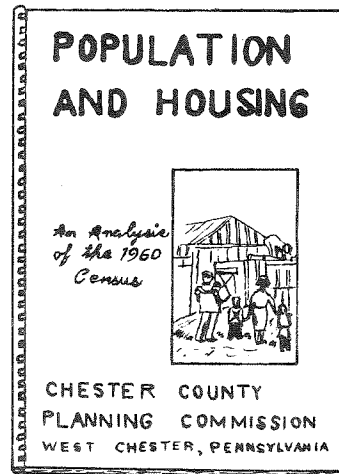 POPULATION
AND HOUSING
An Analysis
of the 1960
Census
CHESTER COUNTY
PLANNING COMMISSION
WEST CHESTER, PENNSYLVANIA